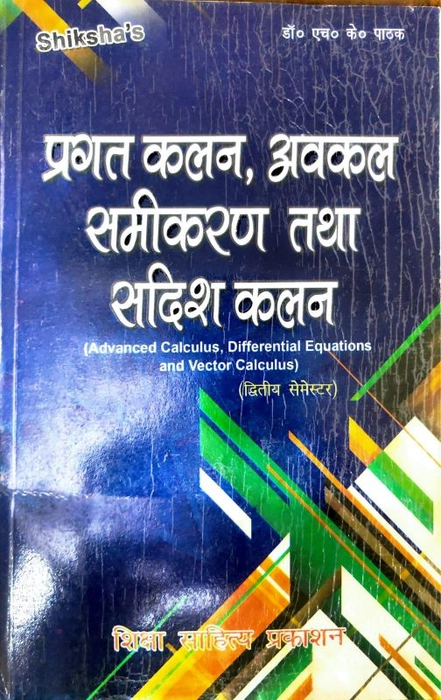 Shiksha's
डॉ० एच० के० पाठक
प्रगत कलन, अवकल
समीकरण तथा
सदिश कलन
(Advanced Calculus, Differential Equations
and Vector Calculus)
(द्वितीय सेमेस्टर)
शिक्षा साहित्य प्रकाशन